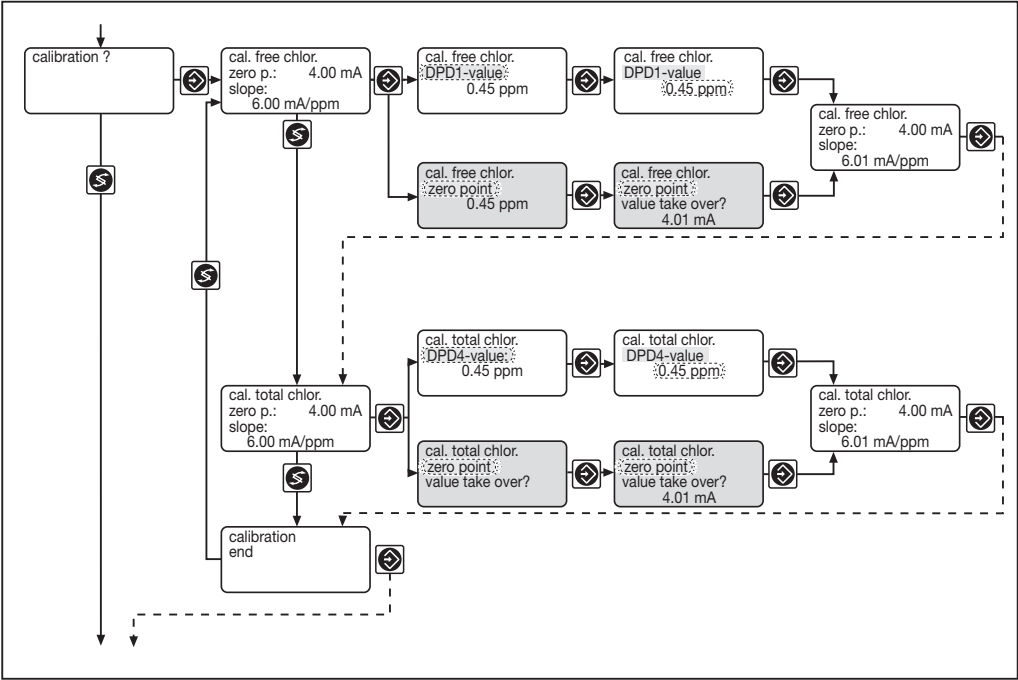 calibration ?
cal. free chlor.
zero p.: 4.00 mA
slope:
6.00 mA/ppm
cal. free chlor.
DPD1-value
0.45 ppm
cal. free chlor.
DPD1-value
0.45 ppm
cal. free chlor.
zero p.: 4.00 mA
slope:
6.01 mA/ppm
cal. free chlor.
zero point
0.45 ppm
cal. free chlor.
zero point
value take over?
4.01 mA
cal. total chlor.
zero p.: 4.00 mA
slope:
6.00 mA/ppm
cal. total chlor.
DPD4-value:
0.45 ppm
cal. total chlor.
DPD4-value
0.45 ppm
cal. total chlor.
zero p.: 4.00 mA
slope:
6.01 mA/ppm
cal. total chlor.
zero point
value take over?
cal. total chlor.
zero point
value take over?
4.01 mA
calibration
end